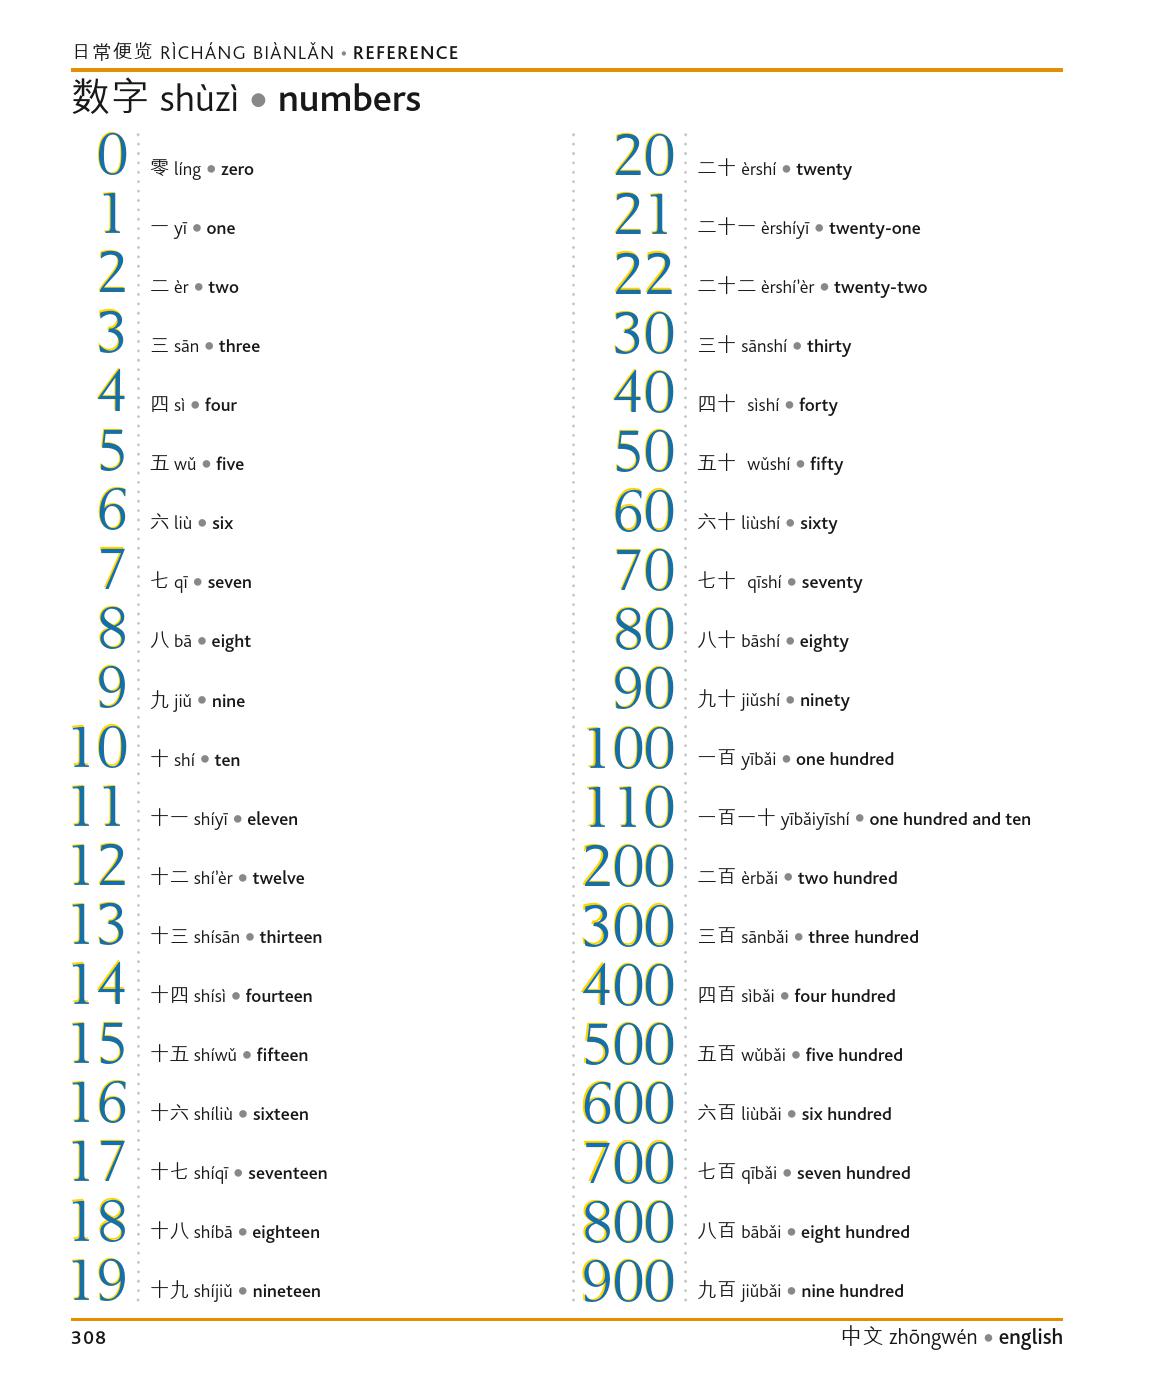 日常便览 RÌCHÁNG BIÀNLǍN • REFERENCE
数字 shùzì • numbers
0 零 líng • zero
1 一 yī • one
2 二 èr • two
3 三 sān • three
4 四 sì • four
5 五 wǔ • five
6 六 liù • six
7 七 qī • seven
8 八 bā • eight
9 九 jiǔ • nine
10 十 shí • ten
11 十一 shíyī • eleven
12 十二 shí'èr • twelve
13 十三 shísān • thirteen
14 十四 shísì • fourteen
15 十五 shíwǔ • fifteen
16 十六 shíliù • sixteen
17 十七 shíqī • seventeen
18 十八 shíbā • eighteen
19 十九 shíjiǔ • nineteen
20 二十 èrshí • twenty
21 二十一 èrshíyī • twenty-one
22 二十二 èrshí'èr • twenty-two
30 三十 sānshí • thirty
40 四十 sìshí • forty
50 五十 wǔshí • fifty
60 六十 liùshí • sixty
70 七十 qīshí • seventy
80 八十 bāshí • eighty
90 九十 jiǔshí • ninety
100 一百 yībǎi • one hundred
110 一百一十 yībǎiyīshí • one hundred and ten
200 二百 èrbǎi • two hundred
300 三百 sānbǎi • three hundred
400 四百 sìbǎi • four hundred
500 五百 wǔbǎi • five hundred
600 六百 liùbǎi • six hundred
700 七百 qībǎi • seven hundred
800 八百 bābǎi • eight hundred
900 九百 jiǔbǎi • nine hundred
308
中文 zhōngwén • english